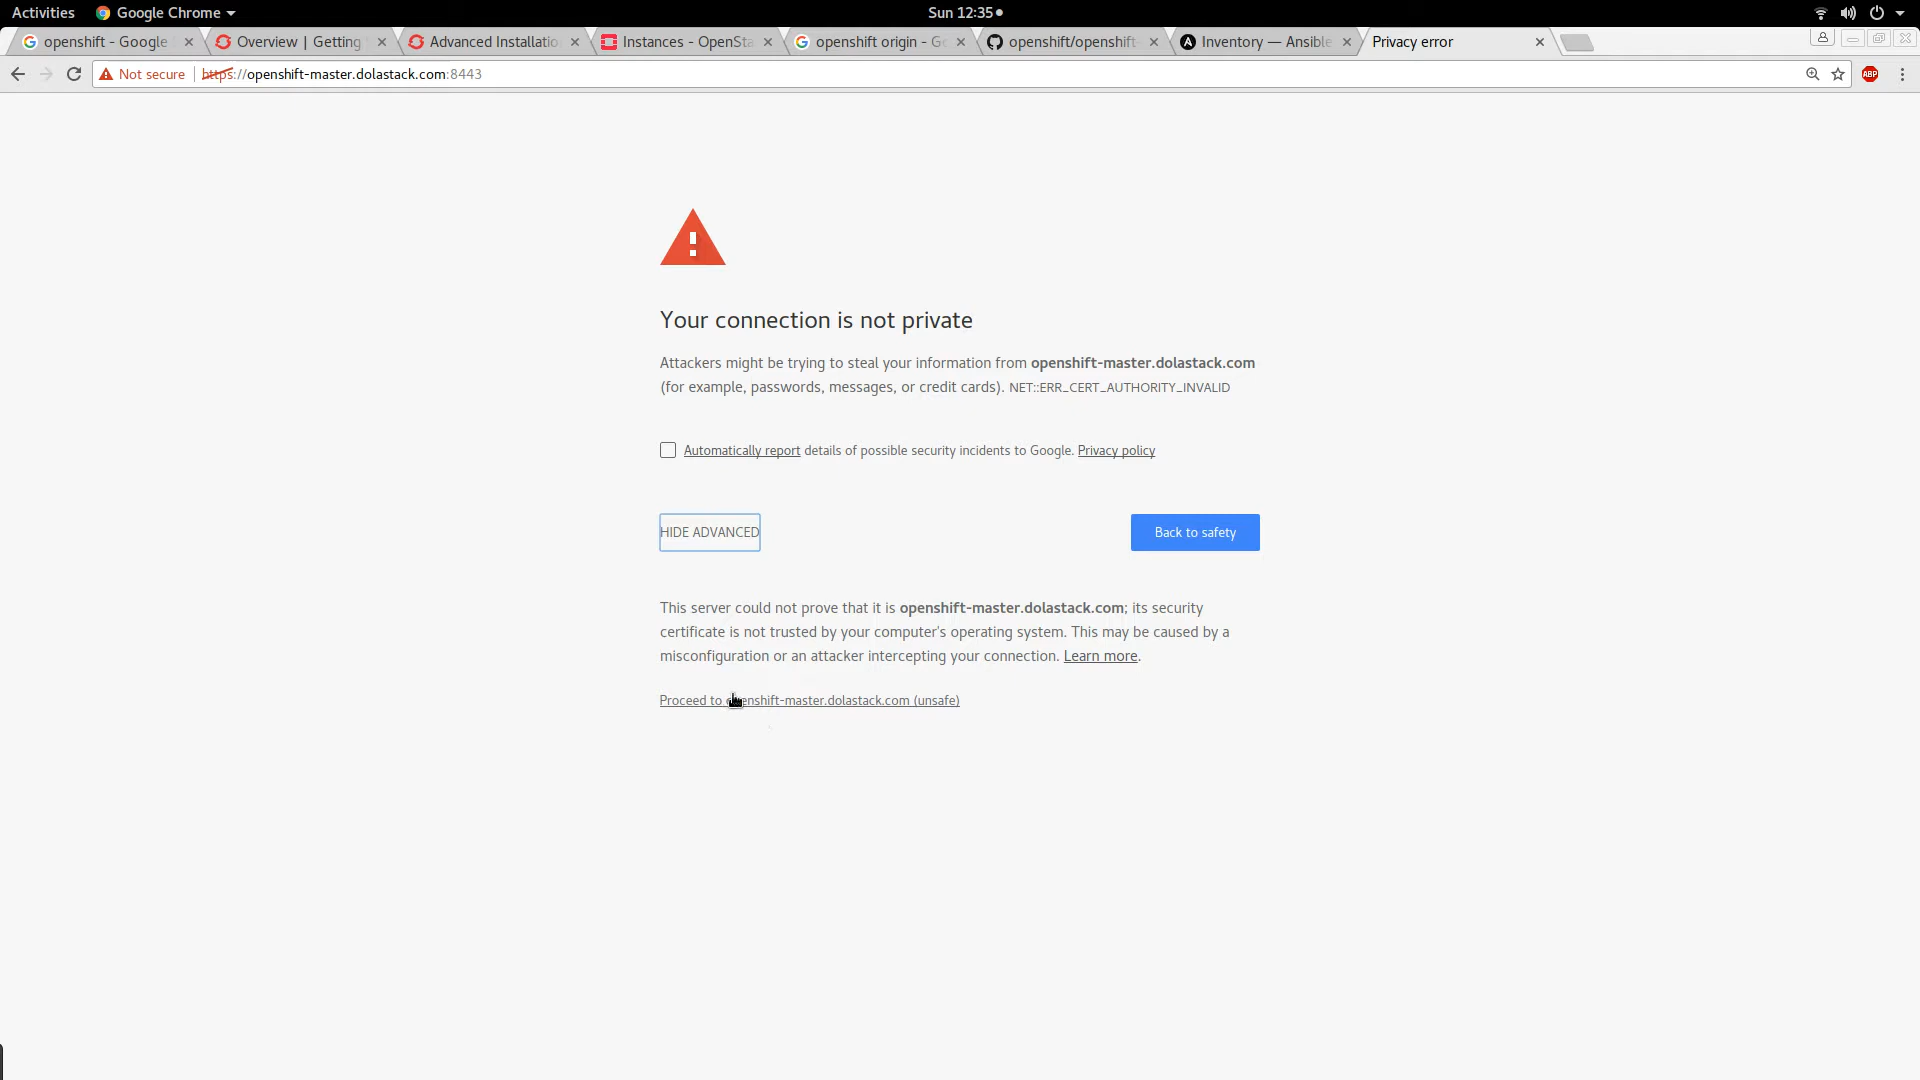 Activities Google Chrome Sun 12:35
openshift - Google Overview | Getting Advanced Installatio Instances - OpenSta openshift origin - Go openshift/openshift- Inventory — Ansible Privacy error
Not secure https://openshift-master.dolastack.com:8443 ABP
Your connection is not private
Attackers might be trying to steal your information from openshift-master.dolastack.com
(for example, passwords, messages, or credit cards). NET::ERR_CERT_AUTHORITY_INVALID
Automatically report details of possible security incidents to Google. Privacy policy
HIDE ADVANCED Back to safety
This server could not prove that it is openshift-master.dolastack.com; its security
certificate is not trusted by your computer's operating system. This may be caused by a
misconfiguration or an attacker intercepting your connection. Learn more.
Proceed to openshift-master.dolastack.com (unsafe)